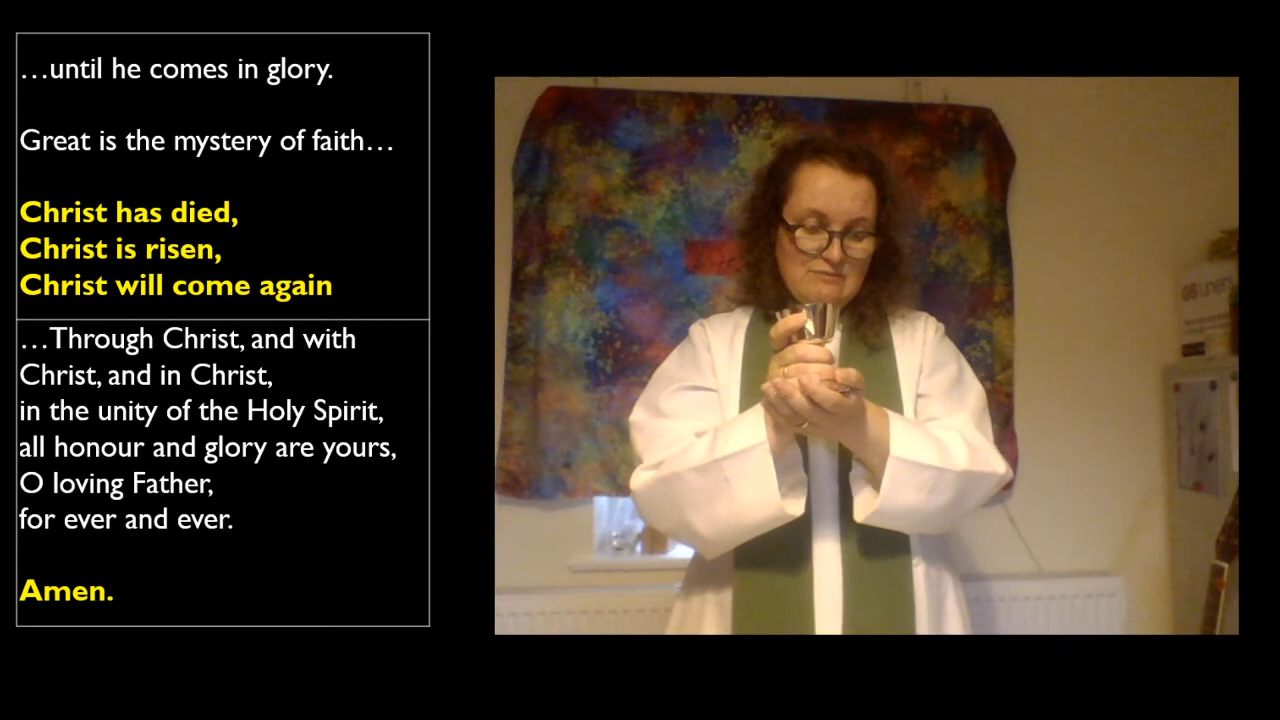 …until he comes in glory.
Great is the mystery of faith…
Christ has died,
Christ is risen,
Christ will come again
…Through Christ, and with
Christ, and in Christ,
in the unity of the Holy Spirit,
all honour and glory are yours,
O loving Father,
for ever and ever.
Amen.